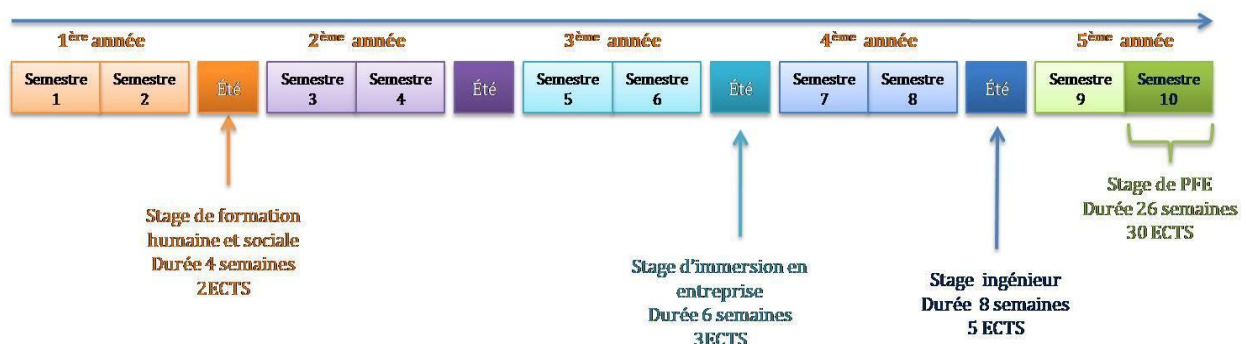 1ère année
2ème année
3ème année
4ème année
5ème année
Semestre
1
Semestre
2
Été
Semestre
3
Semestre
4
Été
Semestre
5
Semestre
6
Été
Semestre
7
Semestre
8
Été
Semestre
9
Semestre
10
Stage de formation
humaine et sociale
Durée 4 semaines
2ECTS
Stage d'immersion en
entreprise
Durée 6 semaines
3ECTS
Stage ingénieur
Durée 8 semaines
5 ECTS
Stage de PFE
Durée 26 semaines
30 ECTS